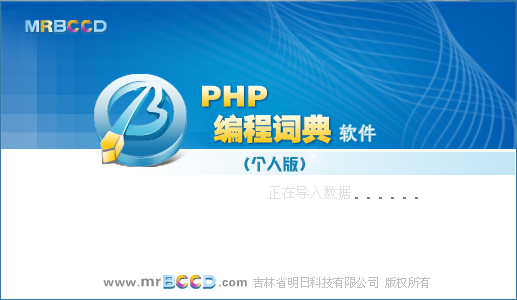 MRBCCD
PHP
编程词典 软件
(个人版)
正在导入数据......
www.mrBCCD.com 吉林省明日科技有限公司 版权所有